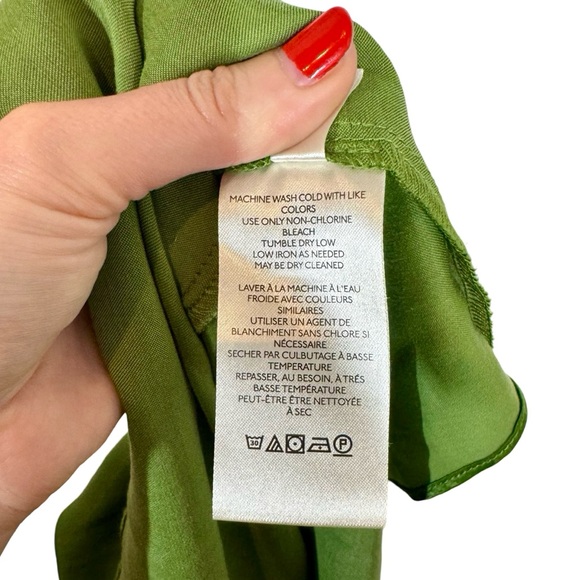 MACHINE WASH COLD WITH LIKE
COLORS
USE ONLY NON-CHLORINE
BLEACH
TUMBLE DRY LOW
LOW IRON AS NEEDED
MAY BE DRY CLEANED
LAVER À LA MACHINE À L'EAU
FROIDE AVEC COULEURS
SIMILAIRES
UTILISER UN AGENT DE
BLANCHIMENT SANS CHLORE SI
NÉCESSAIRE
SECHER PAR CULBUTAGE À BASSE
TEMPERATURE
REPASSER, AU BESOIN, À TRÉS
BASSE TEMPÉRATURE
PEUT-ÊTRE ÊTRE NETTOYÉE
À SEC
30 P